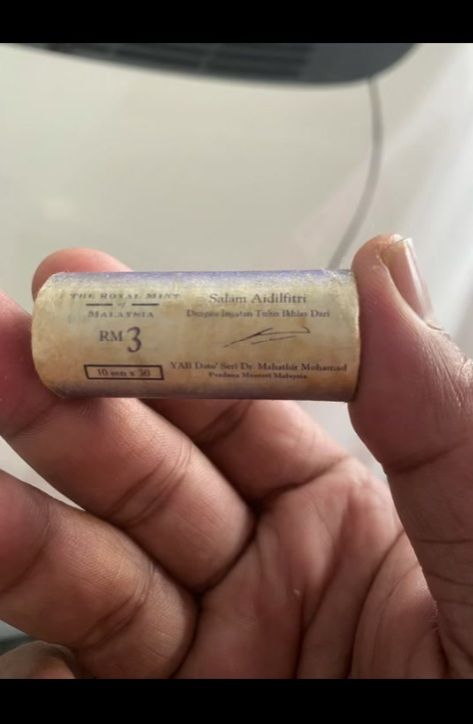 THE ROYAL MINT
of
MALAYSIA
RM 3
10 sen x 30
Salam Aidilfitri
Dengan Ingatan Tulus Ikhlas Dari
YAB Dato' Seri Dr. Mahathir Mohamad
Perdana Menteri Malaysia